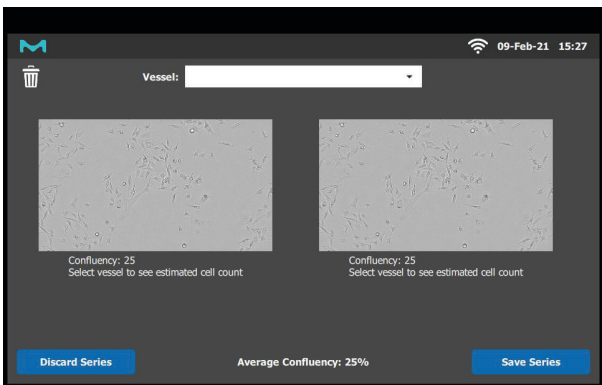 09-Feb-21 15:27
Vessel:
Confluency: 25
Select vessel to see estimated cell count
Confluency: 25
Select vessel to see estimated cell count
Discard Series
Average Confluency: 25%
Save Series